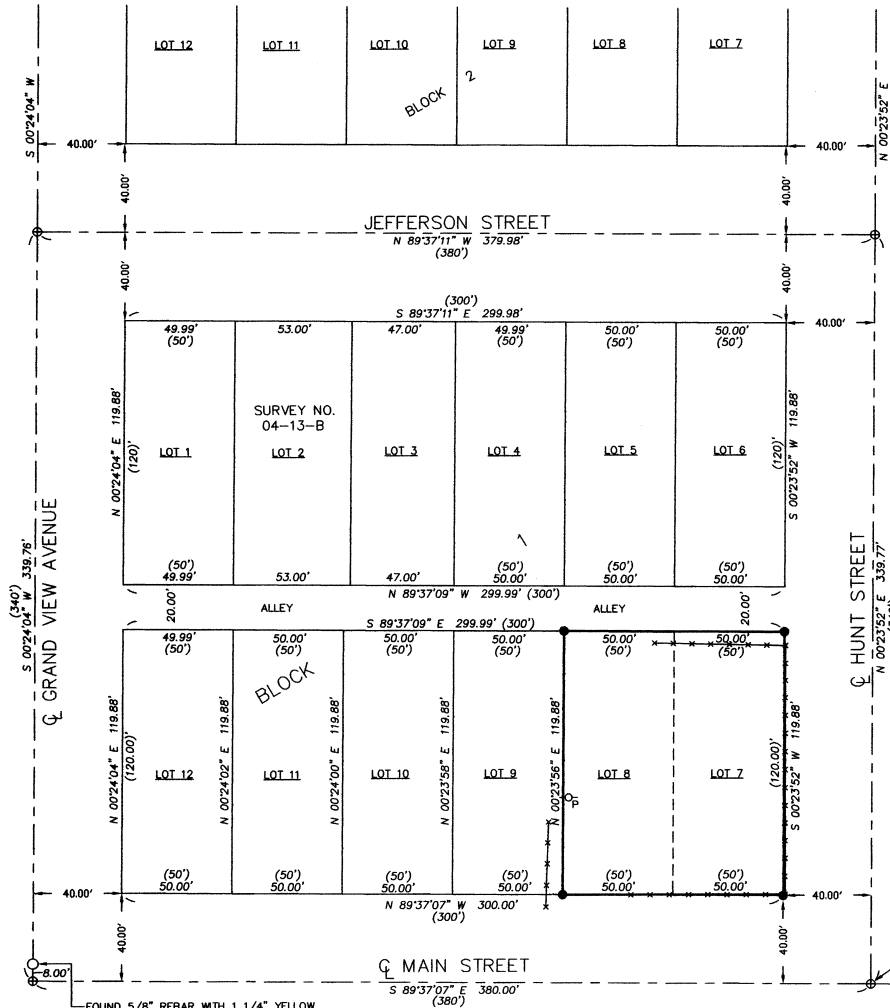 LOT 12 LOT 11 LOT 10 LOT 9 LOT 8 LOT 7
BLOCK 2
S 00°24'04" W
N 00°23'52" E
40.00' 40.00'
40.00' 40.00'
JEFFERSON STREET
N 89°37'11" W 379.98'
(380')
40.00' 40.00'
(300')
S 89°37'11" E 299.98'
40.00'
49.99' 53.00' 47.00' 49.99' 50.00' 50.00'
(50') (50') (50') (50')
SURVEY NO.
04-13-B
N 00°24'04" E 119.88'
(120)'
LOT 1 LOT 2 LOT 3 LOT 4 LOT 5 LOT 6
(120)'
S 00°23'52" W 119.88'
1
(50') (50') (50') (50')
49.99' 53.00' 47.00' 50.00' 50.00' 50.00'
N 89°37'09" W 299.99' (300')
20.00' ALLEY ALLEY 20.00'
S 89°37'09" E 299.99' (300')
49.99' 50.00' 50.00' 50.00' 50.00' 50.00'
(50') (50') (50') (50') (50') (50')
BLOCK
S 00°24'04" W 339.76'
(340')
℄ GRAND VIEW AVENUE
℄ HUNT STREET
N 00°23'52" E 339.77'
N 00°24'04" E 119.88'
(120.00)'
N 00°24'02" E 119.88'
N 00°24'00" E 119.88'
N 00°23'58" E 119.88'
N 00°23'56" E 119.88'
(120.00)'
S 00°23'52" W 119.88'
LOT 12 LOT 11 LOT 10 LOT 9 LOT 8 LOT 7
P
(50') (50') (50') (50') (50') (50')
50.00' 50.00' 50.00' 50.00' 50.00' 50.00'
40.00' 40.00'
N 89°37'07" W 300.00'
(300')
40.00' 40.00'
℄ MAIN STREET
8.00'
S 89°37'07" E 380.00'
(380')
FOUND 5/8" REBAR WITH 1 1/4" YELLOW